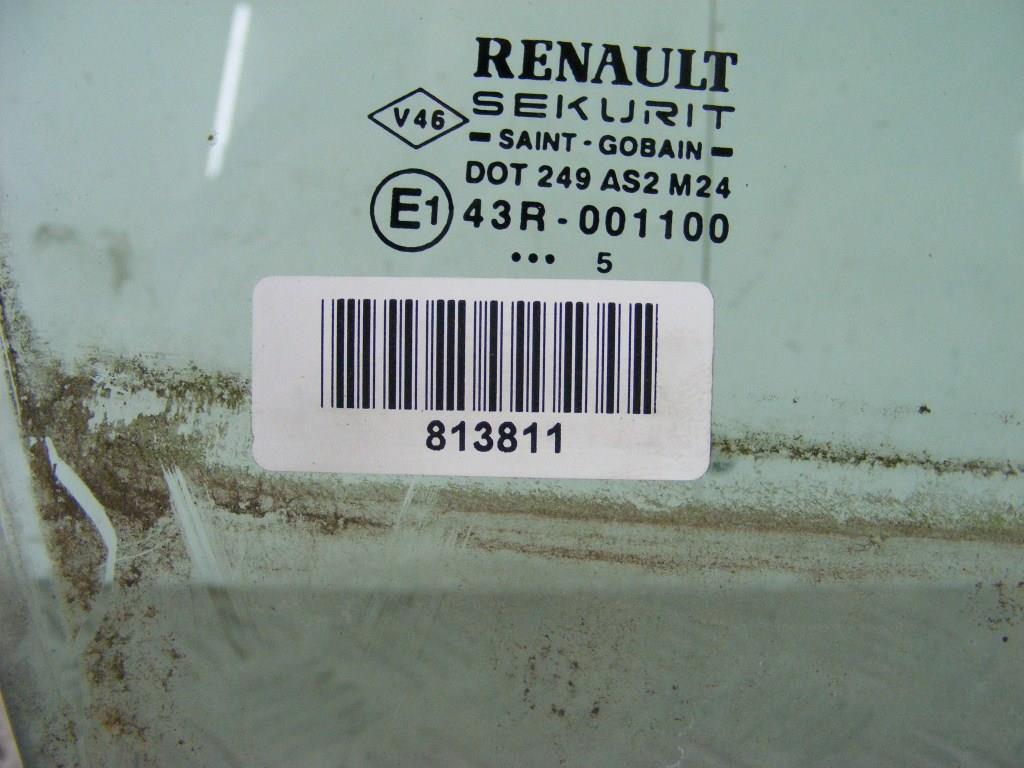 RENAULT
SEKURIT
V46
SAINT - GOBAIN
DOT 249 AS2 M24
E1 43R - 001100
... 5
813811